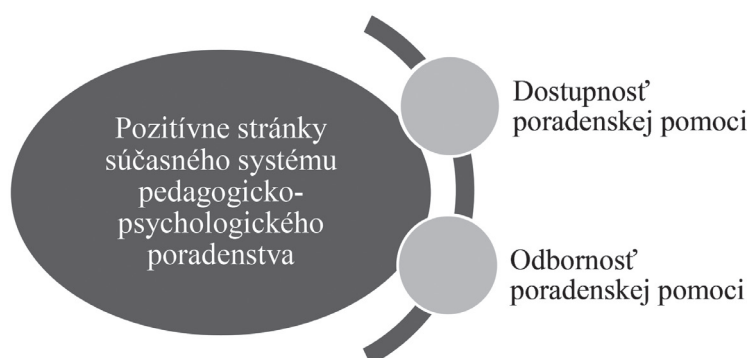 Pozitívne stránky
súčasného systému
pedagogicko-
psychologického
poradenstva
Dostupnosť
poradenskej pomoci
Odbornosť
poradenskej pomoci